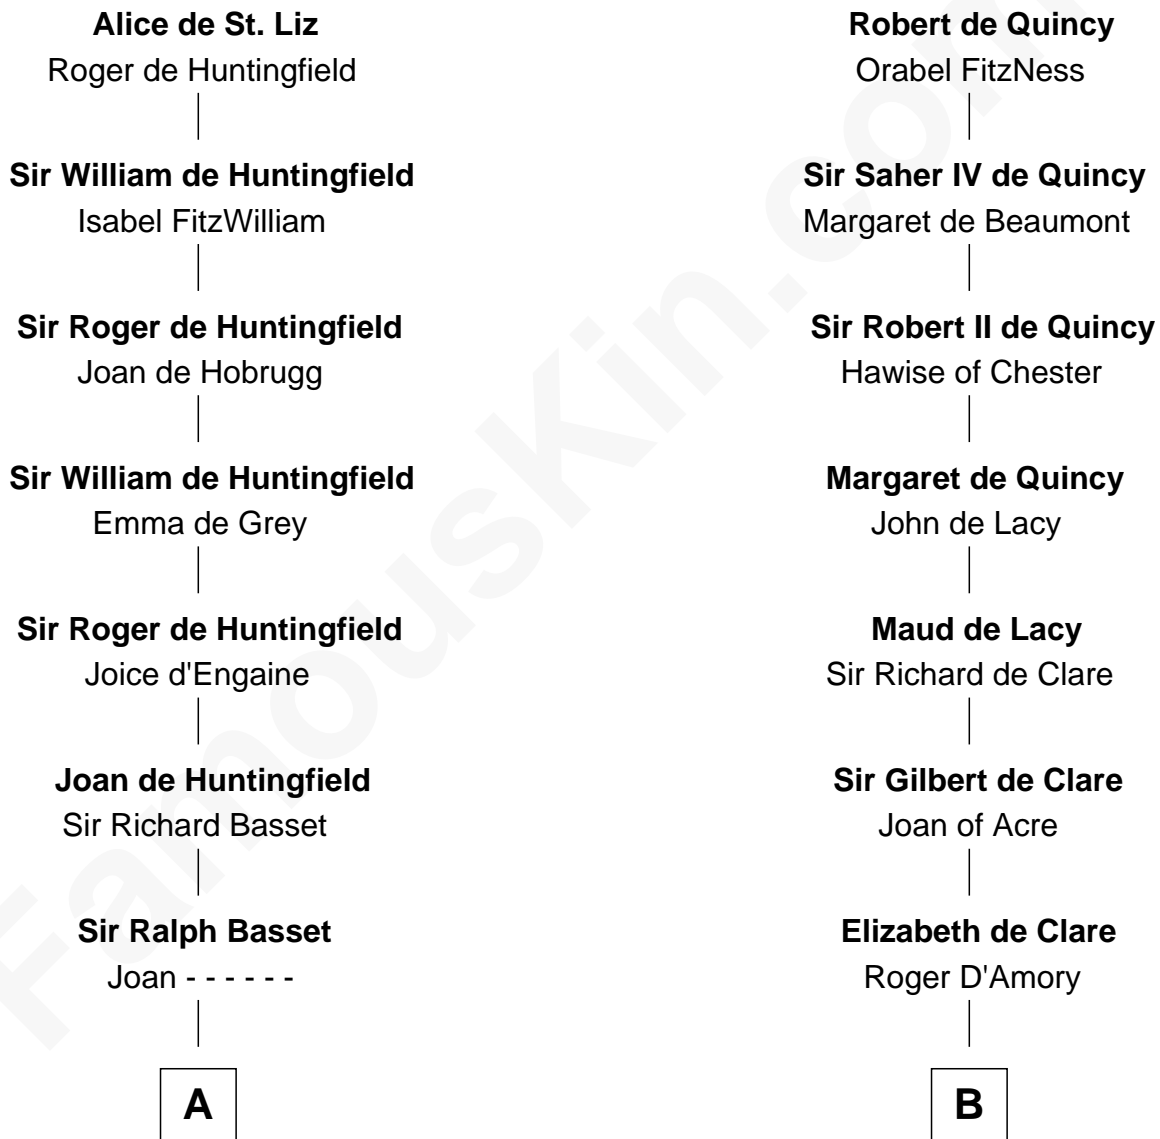 Alice de St. Liz
Roger de Huntingfield
Sir William de Huntingfield
Isabel FitzWilliam
Sir Roger de Huntingfield
Joan de Hobrugg
Sir William de Huntingfield
Emma de Grey
Sir Roger de Huntingfield
Joice d'Engaine
Joan de Huntingfield
Sir Richard Basset
Sir Ralph Basset
Joan - - - - - -
A
Robert de Quincy
Orabel FitzNess
Sir Saher IV de Quincy
Margaret de Beaumont
Sir Robert II de Quincy
Hawise of Chester
Margaret de Quincy
John de Lacy
Maud de Lacy
Sir Richard de Clare
Sir Gilbert de Clare
Joan of Acre
Elizabeth de Clare
Roger D'Amory
B
FamousKin.com